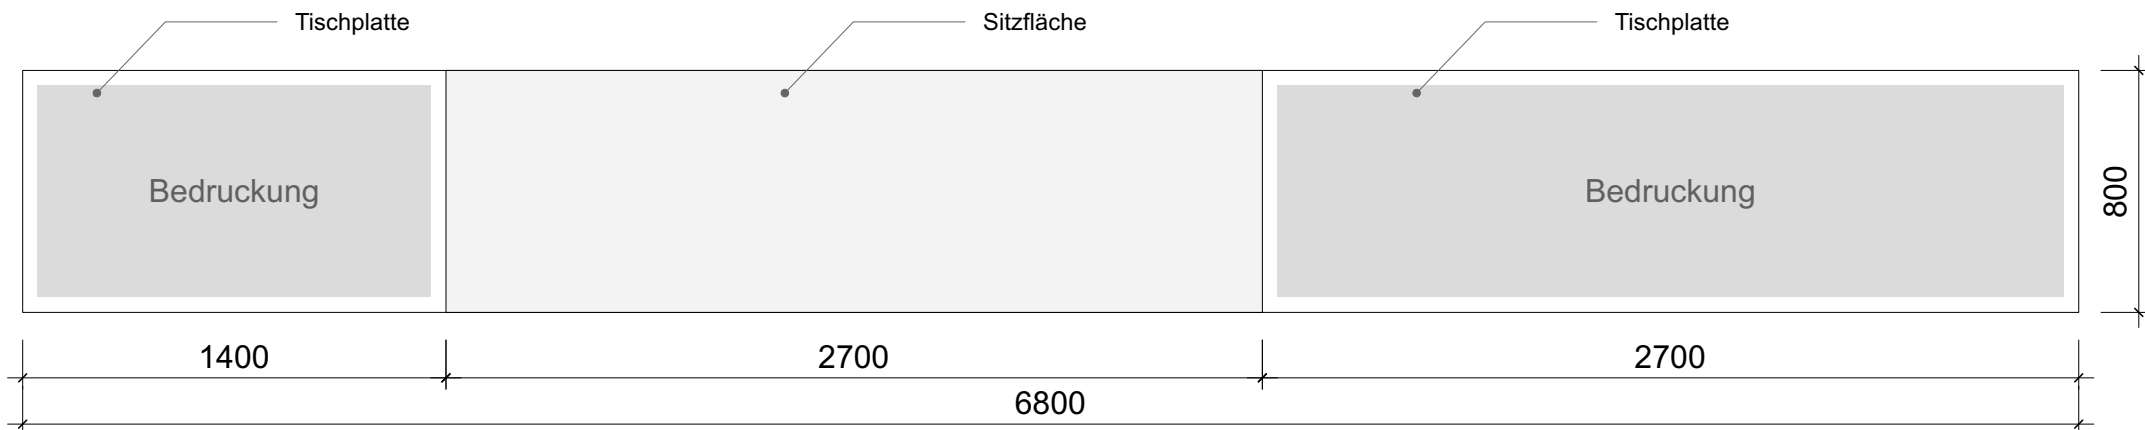 Tischplatte
Sitzfläche
Tischplatte
Bedruckung
Bedruckung
800
1400
2700
2700
6800